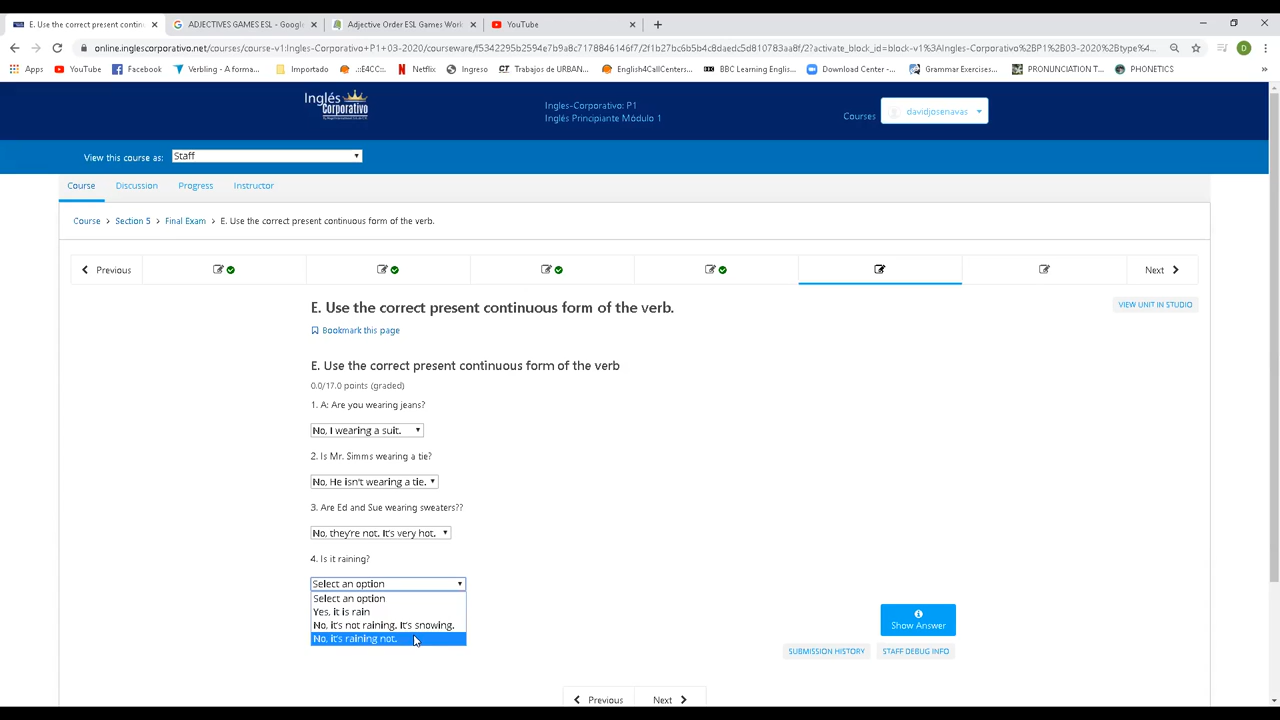 E. Use the correct present contin
ADJECTIVES GAMES ESL - Google
Adjective Order ESL Games Work
YouTube
online.inglescorporativo.net/courses/course-v1:Ingles-Corporativo+P1+03-2020/courseware/f5342295b2594e7b9a8c7178846146f7/2f1b27bc6b5b4c8daedc5d810783aa8f/2?activate_block_id=block-v1%3AIngles-Corporativo%2BP1%2B03-2020%2Btype%4...
D
Apps
YouTube
Facebook
Verbling - A forma...
Importado
.::E4CC::.
Netflix
Ingreso
Trabajos de URBAN...
English4CallCenters...
BBC Learning Englis...
Download Center -...
Grammar Exercises...
PRONUNCIATION T...
PHONETICS
»
Inglés
Corporativo
Ingles-Corporativo: P1
Inglés Principiante Módulo 1
Courses
davidjosenavas
View this course as:
Staff
Course
Discussion
Progress
Instructor
Course > Section 5 > Final Exam > E. Use the correct present continuous form of the verb.
Previous
Next
E. Use the correct present continuous form of the verb.
VIEW UNIT IN STUDIO
Bookmark this page
E. Use the correct present continuous form of the verb
0.0/17.0 points (graded)
1. A: Are you wearing jeans?
No, I wearing a suit.
2. Is Mr. Simms wearing a tie?
No, He isn't wearing a tie.
3. Are Ed and Sue wearing sweaters??
No, they're not. It's very hot.
4. Is it raining?
Select an option
Select an option
Yes, it is rain
No, it's not raining. It's snowing.
No, it's raining not.
Show Answer
SUBMISSION HISTORY
STAFF DEBUG INFO
Previous
Next